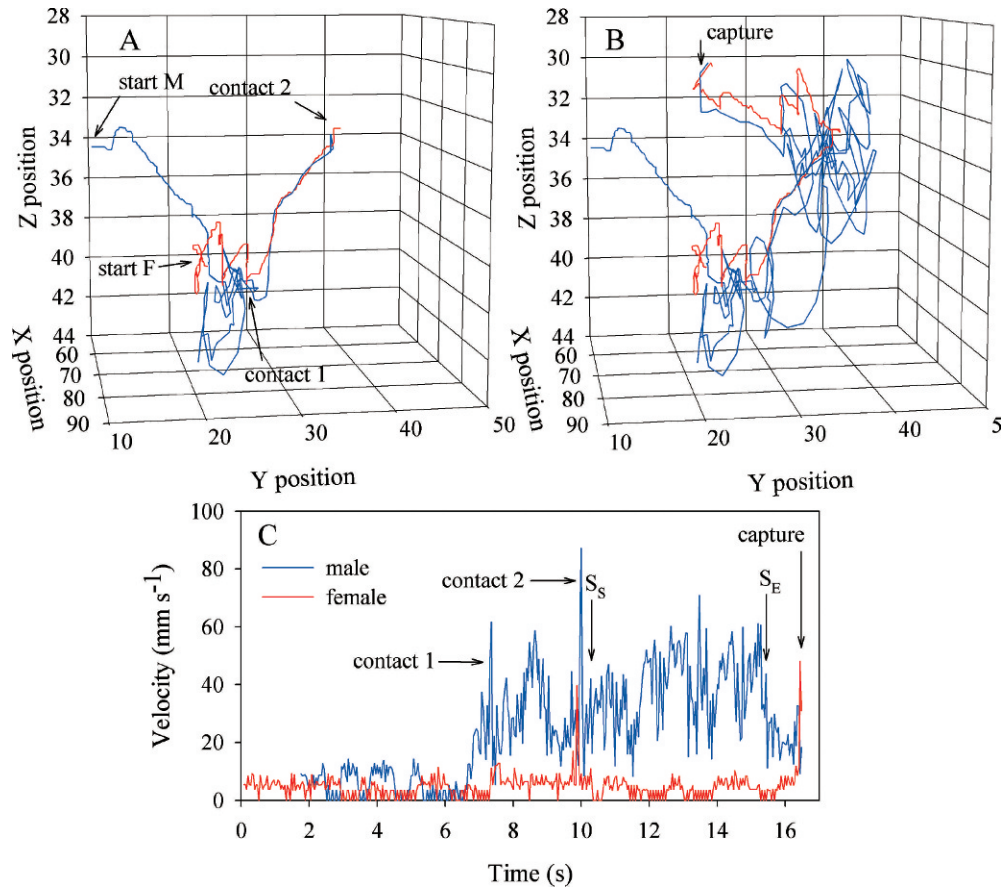 A
28
30
32
34
36
38
40
42
44
60
70
80
90
10
20
30
40
50
Z position
X position
Y position
start M
contact 2
start F
contact 1
B
28
30
32
34
36
38
40
42
44
60
70
80
90
10
20
30
40
5
Z position
X position
Y position
capture
C
100
80
60
40
20
0
0 2 4 6 8 10 12 14 16
Velocity (mm s⁻¹)
Time (s)
male
female
contact 1
contact 2
S_S
S_E
capture